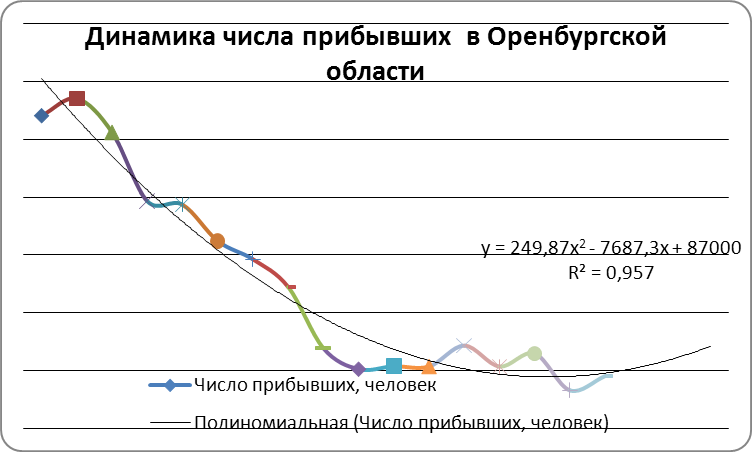 Динамика числа прибывших в Оренбургской
области
y = 249,87x² - 7687,3x + 87000
R² = 0,957
Число прибывших, человек
Полиномиальная (Число прибывших, человек)